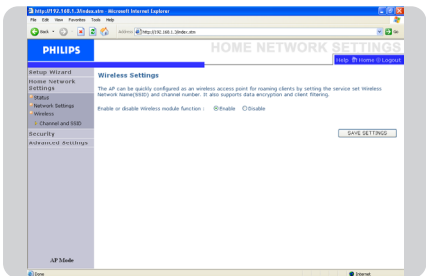 http://192.168.1.3/index.stm - Microsoft Internet Explorer
File Edit View Favorites Tools Help
Back
Address http://192.168.1.3/index.stm
Go
PHILIPS
HOME NETWORK SETTINGS
Help Home Logout
Setup Wizard
Home Network Settings
Status
Network Settings
Wireless
Channel and SSID
Security
Advanced Settings
AP Mode
Wireless Settings
The AP can be quickly configured as an wireless access point for roaming clients by setting the service set Wireless
Network Name(SSID) and channel number. It also supports data encryption and client filtering.
Enable or disable Wireless module function : Enable Disable
SAVE SETTINGS
Done
Internet